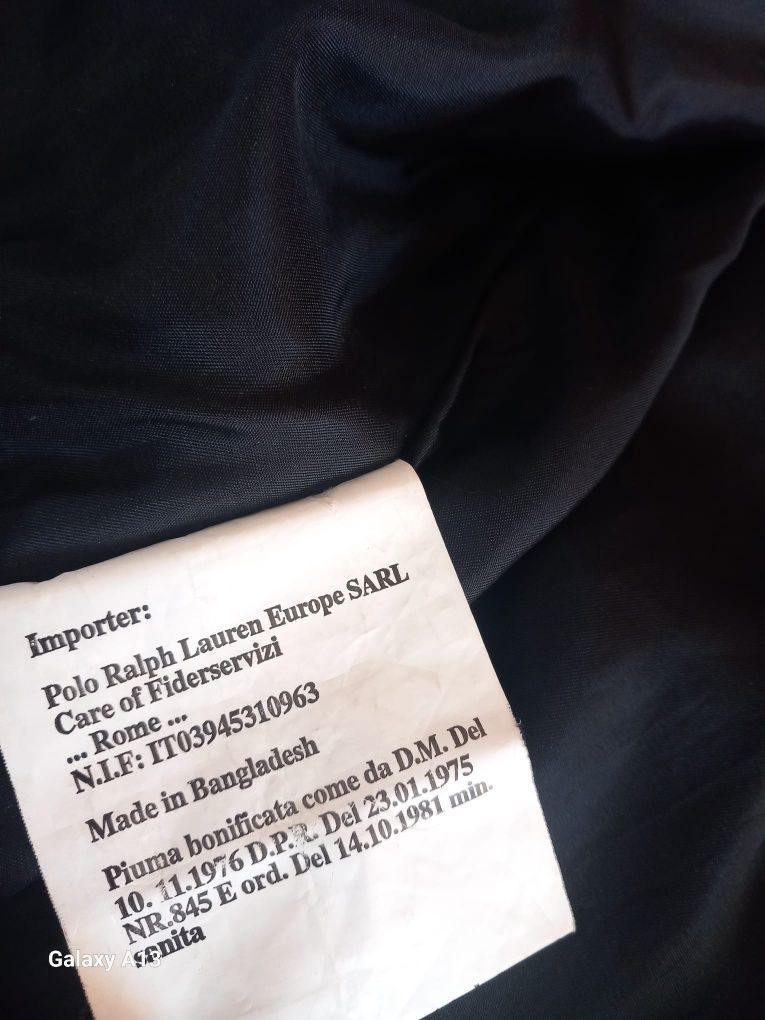 Importer:
Polo Ralph Lauren Europe SARL
Care of Fiderservizi
... Rome ...
N.I.F: IT03945310963
Made in Bangladesh
Piuma bonificata come da D.M. Del
10. 11.1976 D.P.R. Del 23.01.1975
NR.845 E ord. Del 14.10.1981 min.
sanita
Galaxy A13